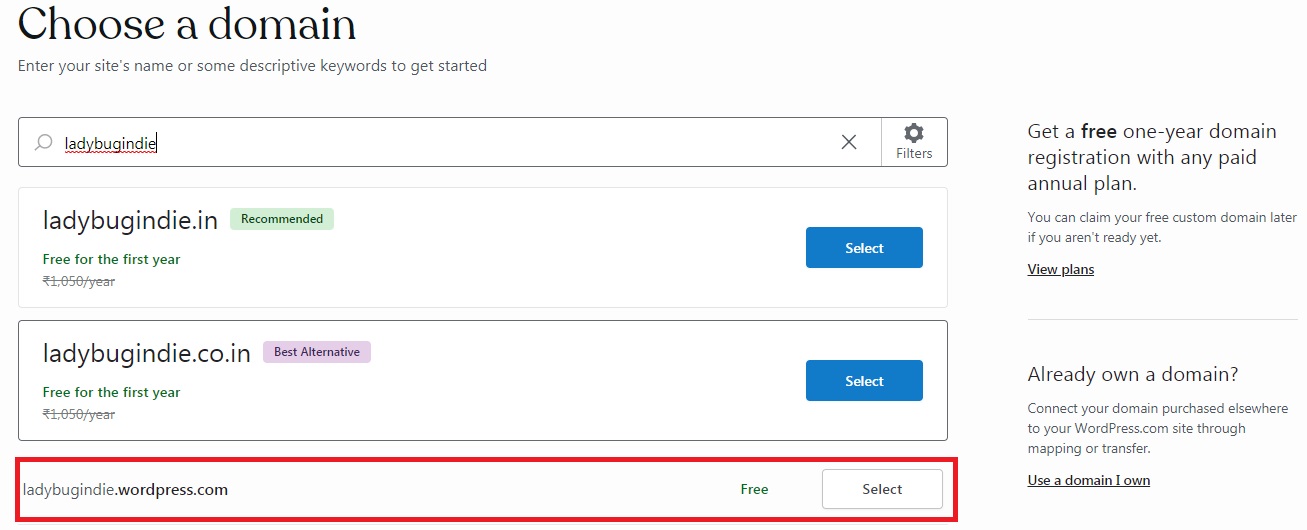 Choose a domain
Enter your site's name or some descriptive keywords to get started
ladybugindie
Filters
ladybugindie.in Recommended
Free for the first year
₹1,050/year
Select
ladybugindie.co.in Best Alternative
Free for the first year
₹1,050/year
Select
ladybugindie.wordpress.com Free Select
Get a free one-year domain
registration with any paid
annual plan.
You can claim your free custom domain later
if you aren't ready yet.
View plans
Already own a domain?
Connect your domain purchased elsewhere
to your WordPress.com site through
mapping or transfer.
Use a domain I own